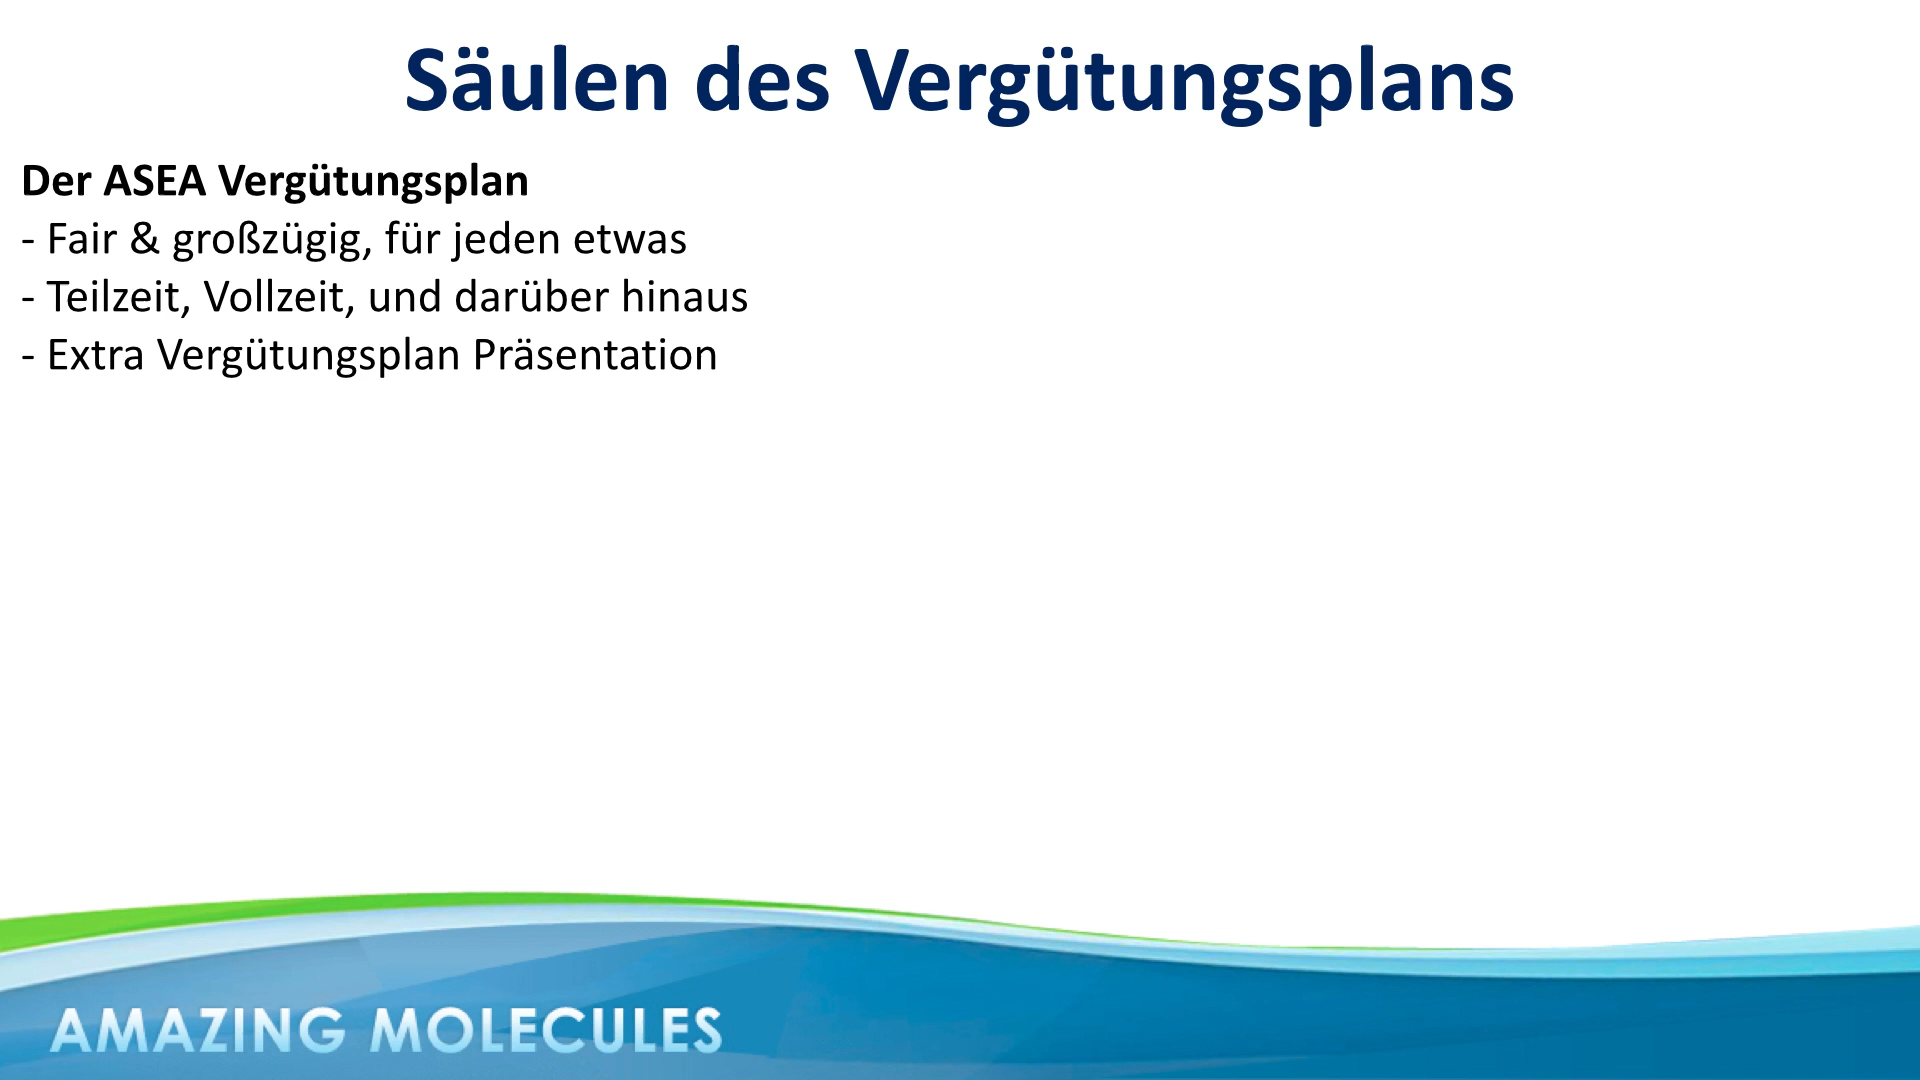 Säulen des Vergütungsplans
Der ASEA Vergütungsplan
- Fair & großzügig, für jeden etwas
- Teilzeit, Vollzeit, und darüber hinaus
- Extra Vergütungsplan Präsentation
AMAZING MOLECULES